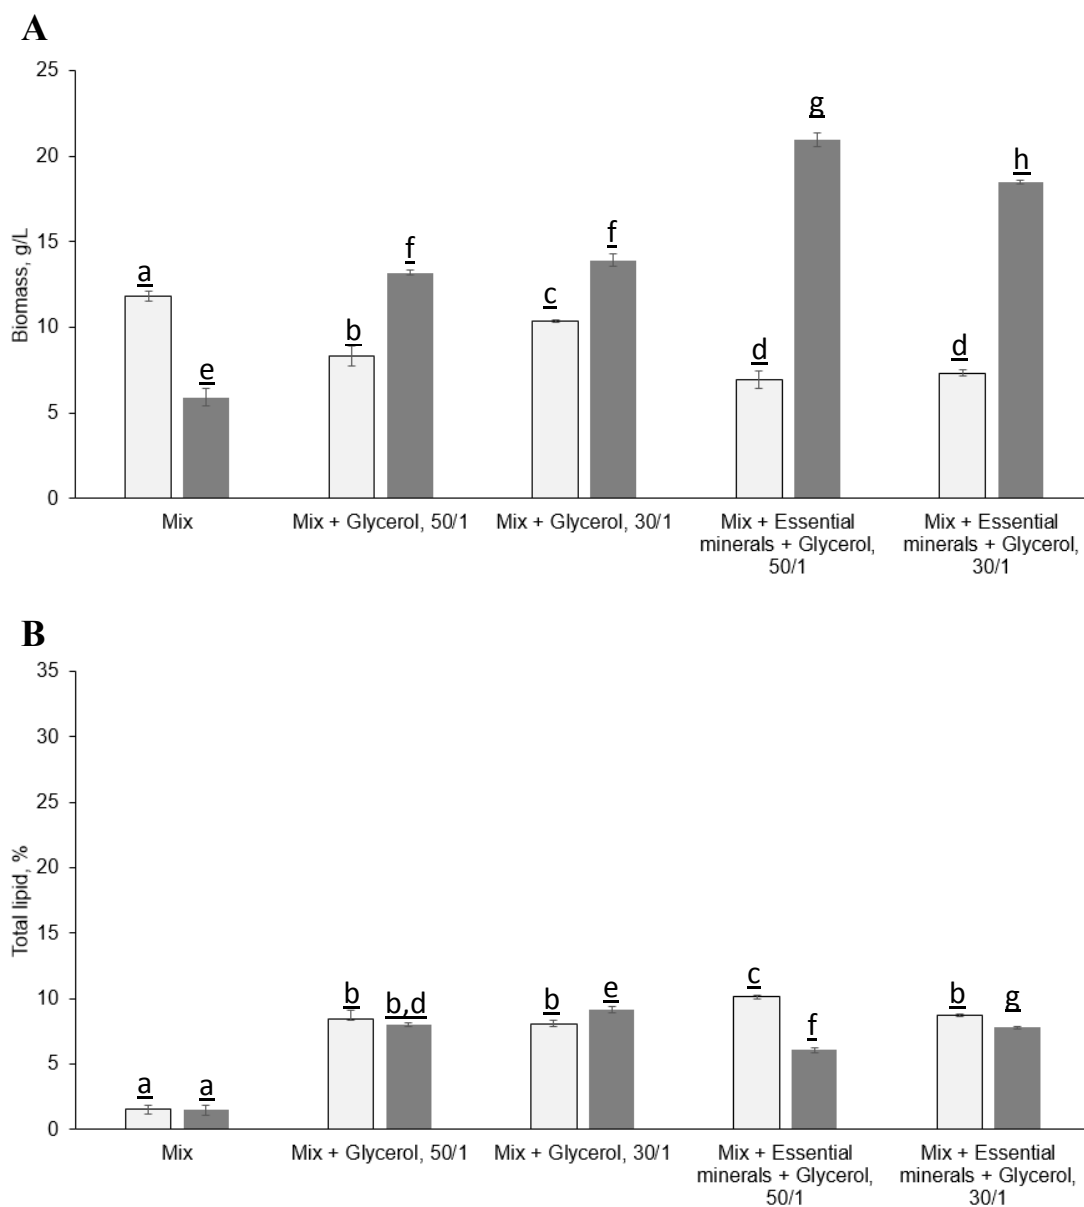 A
25
20
15
10
5
0
Biomass, g/L
a
e
b
f
c
f
d
g
d
h
Mix
Mix + Glycerol, 50/1
Mix + Glycerol, 30/1
Mix + Essential
minerals + Glycerol,
50/1
Mix + Essential
minerals + Glycerol,
30/1
B
35
30
25
20
15
10
5
0
Total lipid, %
a
a
b
b,d
b
e
c
f
b
g
Mix
Mix + Glycerol, 50/1
Mix + Glycerol, 30/1
Mix + Essential
minerals + Glycerol,
50/1
Mix + Essential
minerals + Glycerol,
30/1